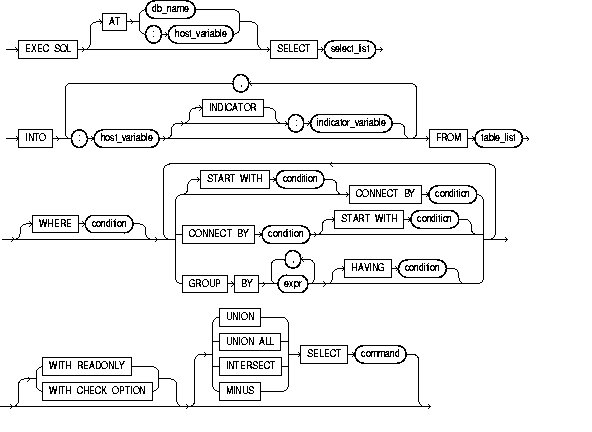 db_name
AT
: host_variable
EXEC SQL SELECT select_list
,
INDICATOR
INTO : host_variable : indicator_variable FROM table_list
START WITH condition
CONNECT BY condition
START WITH condition
WHERE condition
CONNECT BY condition
,
HAVING condition
GROUP BY expr
UNION
UNION ALL
SELECT command
WITH READONLY INTERSECT
WITH CHECK OPTION MINUS